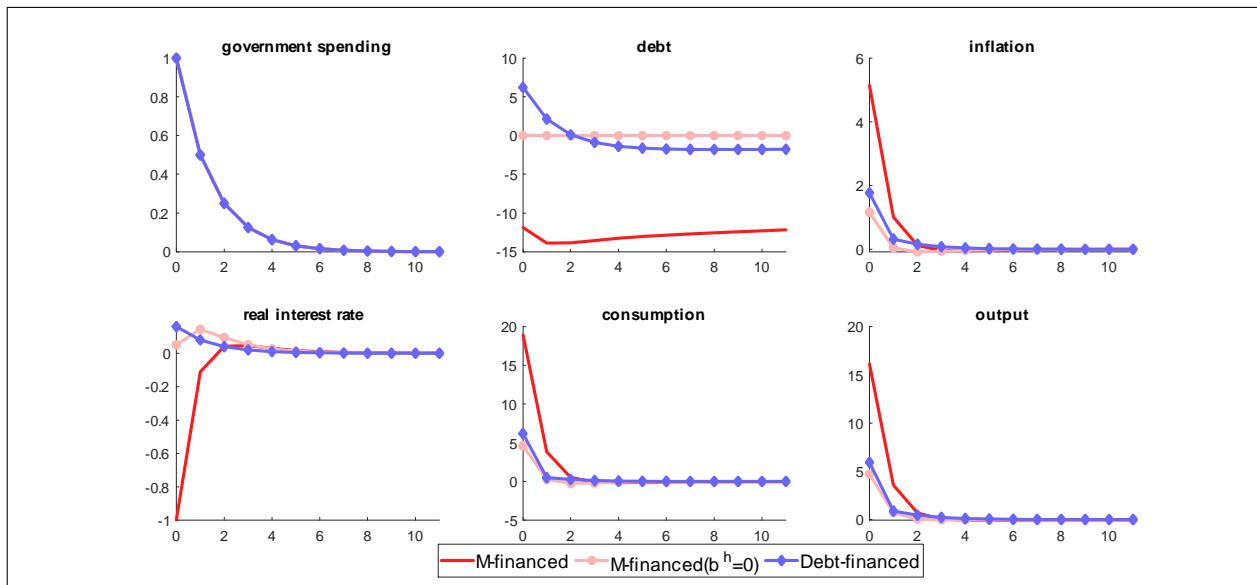 government spending
1
0.8
0.6
0.4
0.2
0
0 2 4 6 8 10
debt
10
5
0
-5
-10
-15
0 2 4 6 8 10
inflation
6
4
2
0
0 2 4 6 8 10
real interest rate
0
-0.2
-0.4
-0.6
-0.8
-1
0 2 4 6 8 10
consumption
20
15
10
5
0
-5
0 2 4 6 8 10
output
20
15
10
5
0
0 2 4 6 8 10
M-financed M-financed(b^h=0) Debt-financed